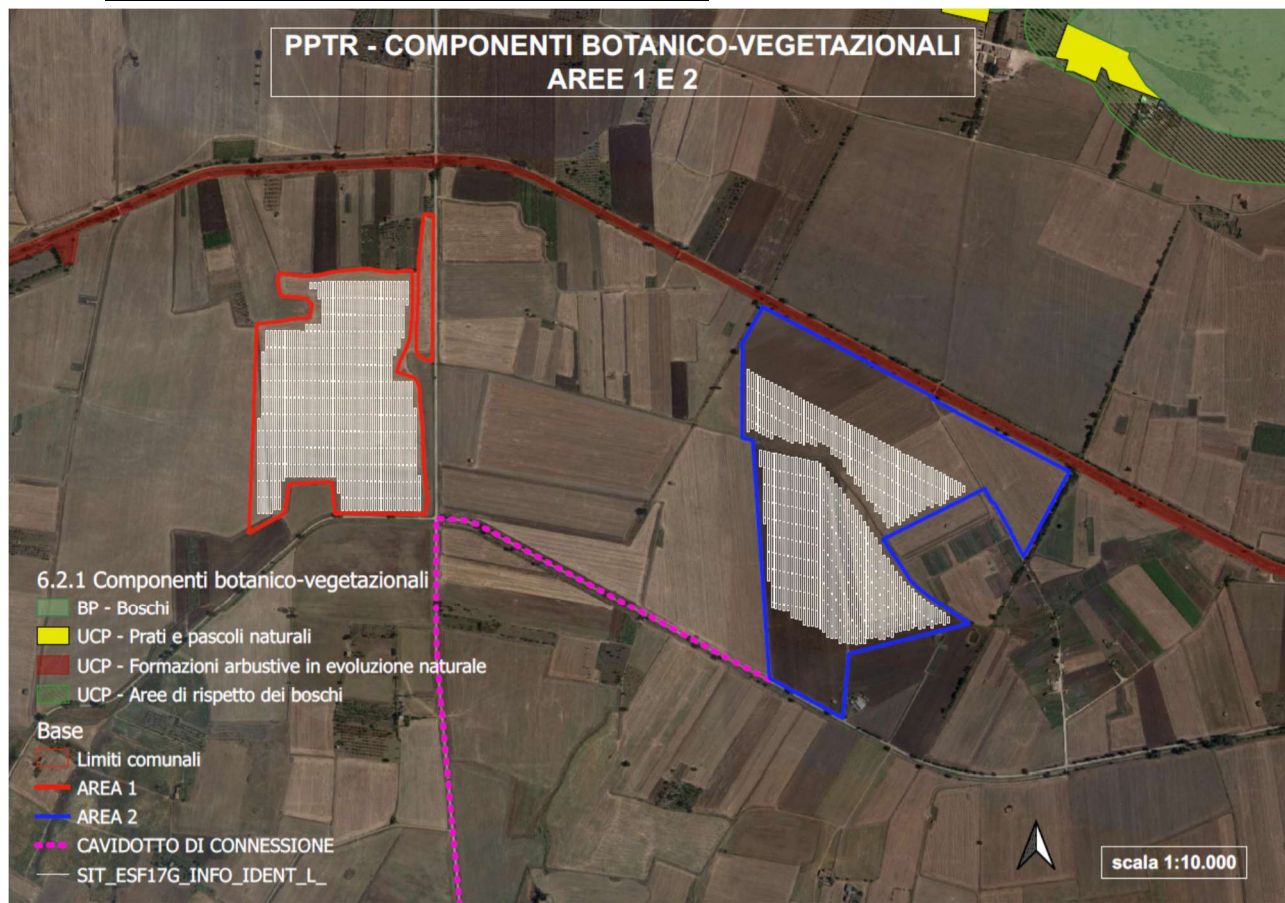 PPTR - COMPONENTI BOTANICO-VEGETAZIONALI
AREE 1 E 2
6.2.1 Componenti botanico-vegetazionali
BP - Boschi
UCP - Prati e pascoli naturali
UCP - Formazioni arbustive in evoluzione naturale
UCP - Aree di rispetto dei boschi
Base
Limiti comunali
AREA 1
AREA 2
CAVIDOTTO DI CONNESSIONE
SIT_ESF17G_INFO_IDENT_L_
scala 1:10.000